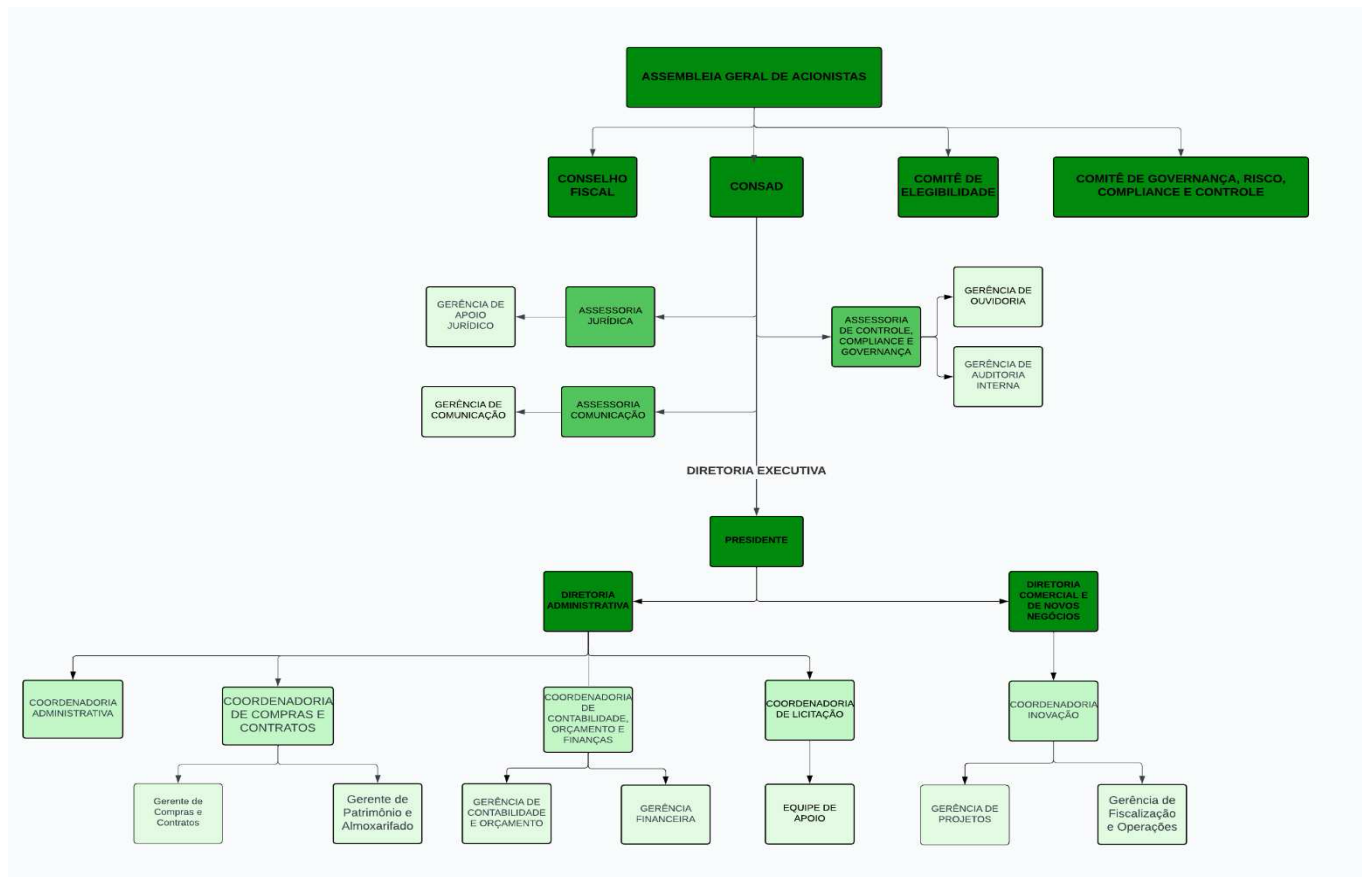 ASSEMBLEIA GERAL DE ACIONISTAS
CONSELHO
FISCAL
CONSAD
COMITÊ DE
ELEGIBILIDADE
COMITÊ DE GOVERNANÇA, RISCO,
COMPLIANCE E CONTROLE
GERÊNCIA DE
APOIO
JURÍDICO
ASSESSORIA
JURÍDICA
ASSESSORIA
DE CONTROLE,
COMPLIANCE E
GOVERNANÇA
GERÊNCIA DE
OUVIDORIA
GERÊNCIA DE
AUDITORIA
INTERNA
GERÊNCIA DE
COMUNICAÇÃO
ASSESSORIA
COMUNICAÇÃO
DIRETORIA EXECUTIVA
PRESIDENTE
DIRETORIA
ADMINISTRATIVA
DIRETORIA
COMERCIAL E
DE NOVOS
NEGÓCIOS
COORDENADORIA
ADMINISTRATIVA
COORDENADORIA
DE COMPRAS E
CONTRATOS
COORDENADORIA
DE
CONTABILIDADE,
ORÇAMENTO E
FINANÇAS
COORDENADORIA
DE LICITAÇÃO
COORDENADORIA
INOVAÇÃO
Gerente de
Compras e
Contratos
Gerente de
Patrimônio e
Almoxarifado
GERÊNCIA DE
CONTABILIDADE
E ORÇAMENTO
GERÊNCIA
FINANCEIRA
EQUIPE DE
APOIO
GERÊNCIA DE
PROJETOS
Gerência de
Fiscalização
e Operações